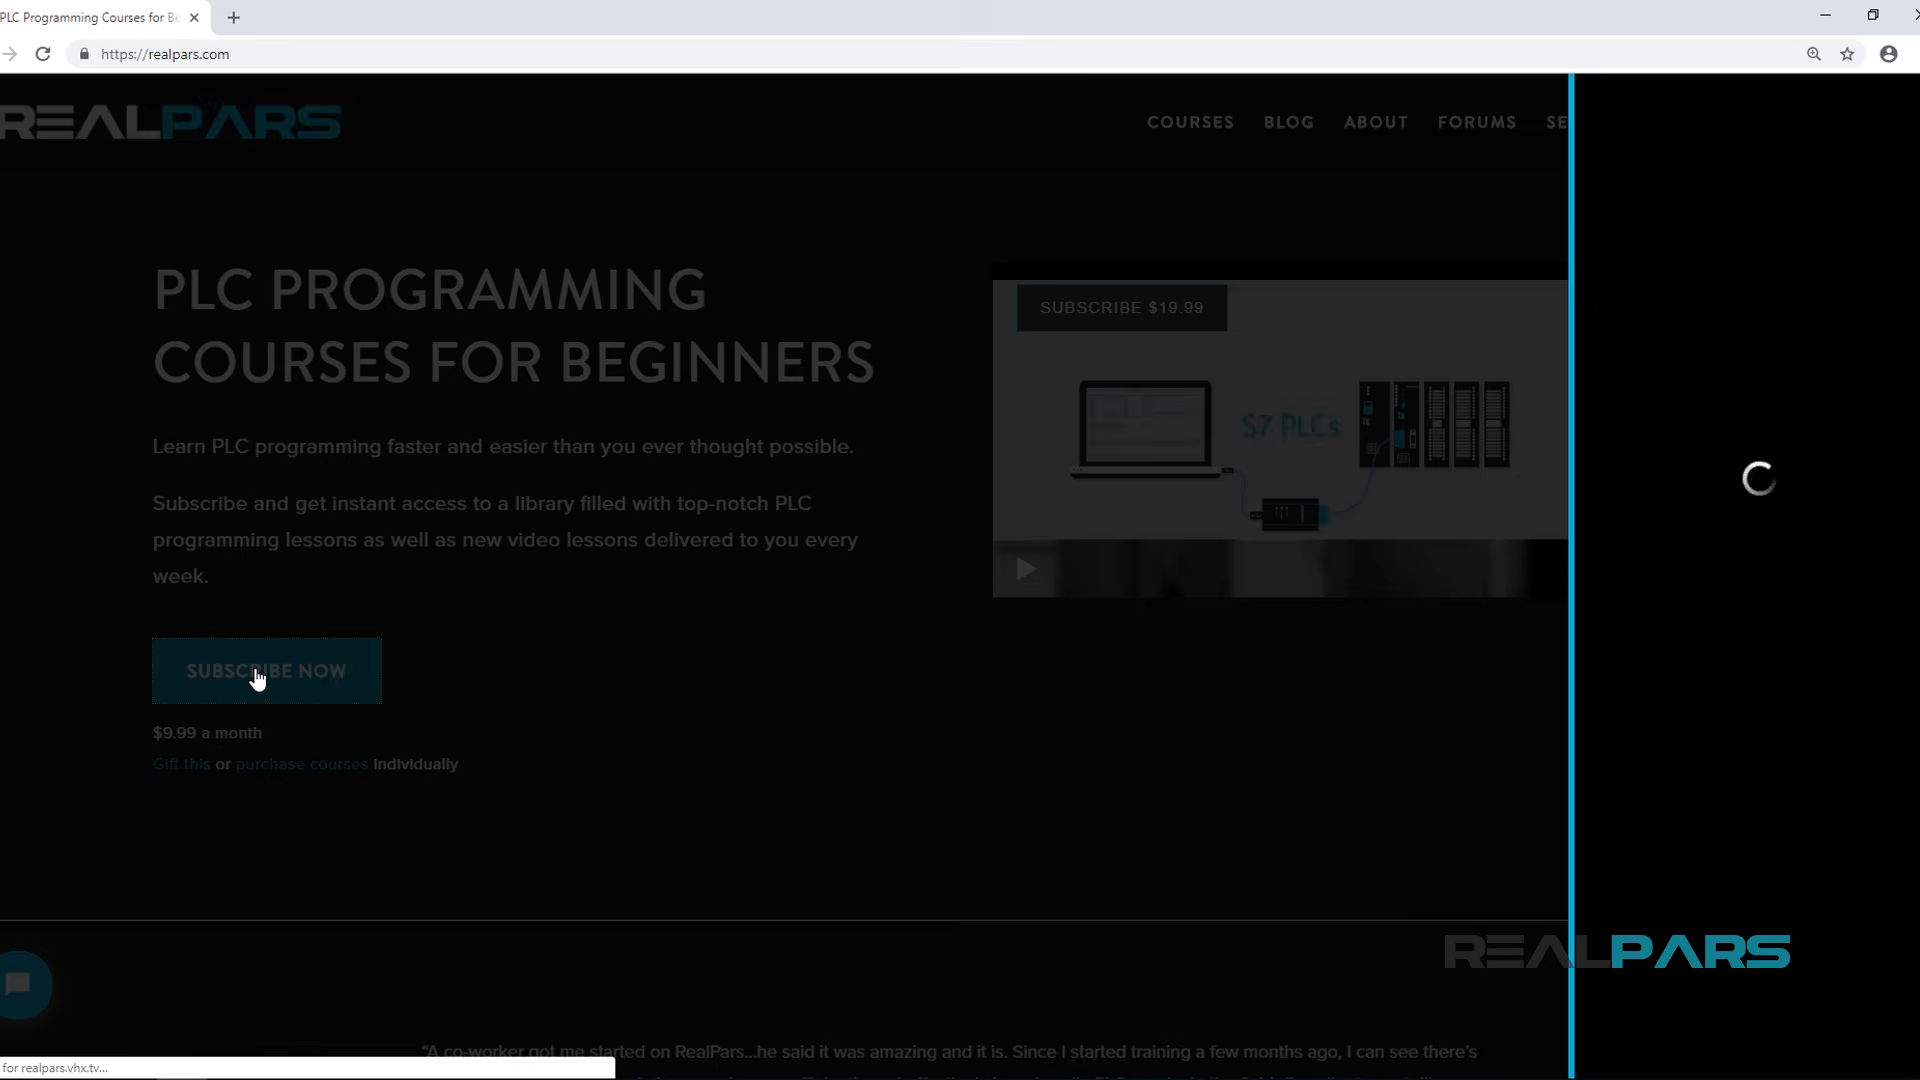 PLC Programming Courses for Be
https://realpars.com
REALPARS
COURSES BLOG ABOUT FORUMS SE
PLC PROGRAMMING
COURSES FOR BEGINNERS
Learn PLC programming faster and easier than you ever thought possible.
Subscribe and get instant access to a library filled with top-notch PLC
programming lessons as well as new video lessons delivered to you every
week.
SUBSCRIBE NOW
$9.99 a month
Gift this or purchase courses individually
SUBSCRIBE $19.99
S7 PLCs
REALPARS
“A co-worker got me started on RealPars...he said it was amazing and it is. Since I started training a few months ago, I can see there's
for realpars.vhx.tv...